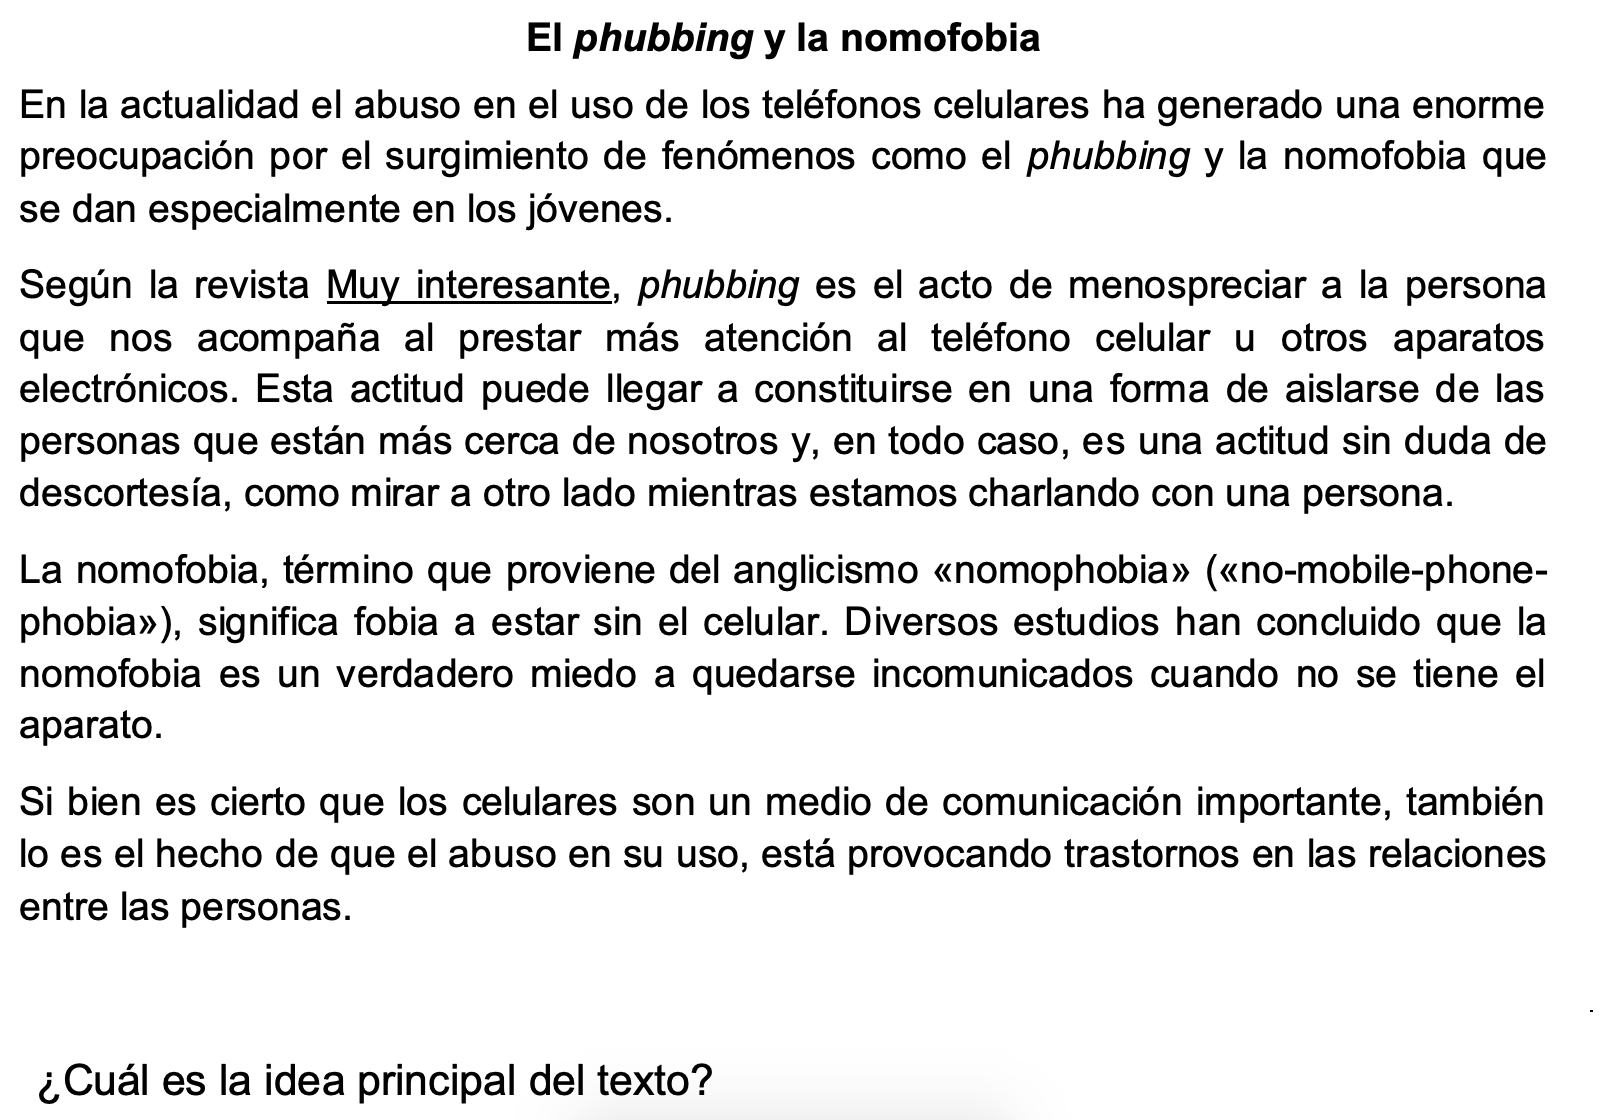 El phubbing y la nomofobia
En la actualidad el abuso en el uso de los teléfonos celulares ha generado una enorme
preocupación por el surgimiento de fenómenos como el phubbing y la nomofobia que
se dan especialmente en los jóvenes.
Según la revista Muy interesante, phubbing es el acto de menospreciar a la persona
que nos acompaña al prestar más atención al teléfono celular u otros aparatos
electrónicos. Esta actitud puede llegar a constituirse en una forma de aislarse de las
personas que están más cerca de nosotros y, en todo caso, es una actitud sin duda de
descortesía, como mirar a otro lado mientras estamos charlando con una persona.
La nomofobia, término que proviene del anglicismo «nomophobia» («no-mobile-phone-
phobia»), significa fobia a estar sin el celular. Diversos estudios han concluido que la
nomofobia es un verdadero miedo a quedarse incomunicados cuando no se tiene el
aparato.
Si bien es cierto que los celulares son un medio de comunicación importante, también
lo es el hecho de que el abuso en su uso, está provocando trastornos en las relaciones
entre las personas.
¿Cuál es la idea principal del texto?